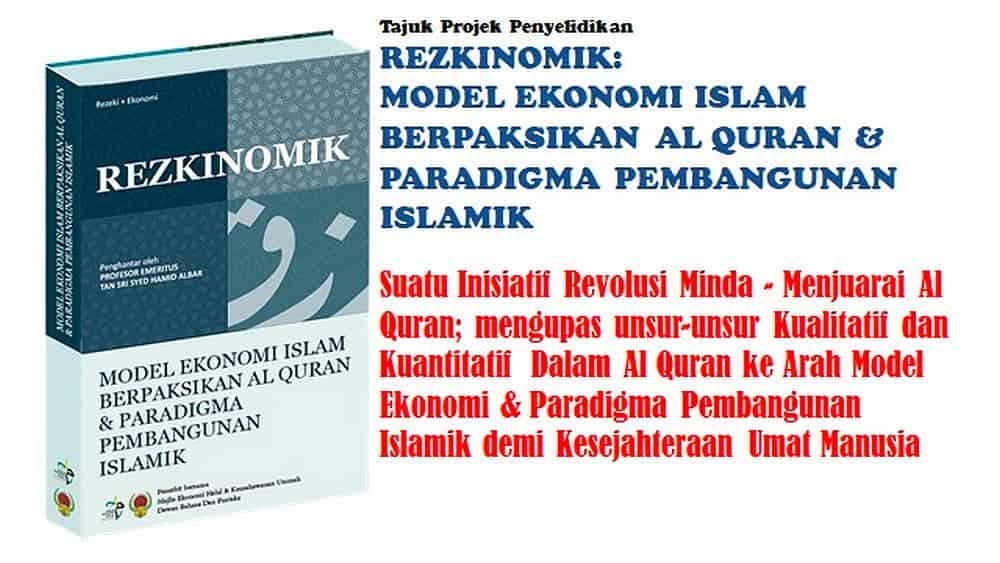 Tajuk Projek Penyelidikan
REZKINOMIK:
MODEL EKONOMI ISLAM
BERPAKSIKAN AL QURAN &
PARADIGMA PEMBANGUNAN
ISLAMIK
Suatu Inisiatif Revolusi Minda - Menjuarai Al
Quran; mengupas unsur-unsur Kualitatif dan
Kuantitatif Dalam Al Quran ke Arah Model
Ekonomi & Paradigma Pembangunan
Islamik demi Kesejahteraan Umat Manusia
MODEL EKONOMI ISLAM BERPAKSIKAN AL QURAN
& PARADIGMA PEMBANGUNAN ISLAMIK
Rezeki + Ekonomi
REZKINOMIK
رزق
Penghantar oleh
PROFESOR EMERITUS
TAN SRI SYED HAMID ALBAR
MODEL EKONOMI ISLAM
BERPAKSIKAN AL QURAN
& PARADIGMA
PEMBANGUNAN
ISLAMIK
Penerbit bersama
Majlis Ekonomi Halal & Keusahawanan Ummah
Dewan Bahasa Dan Pustaka